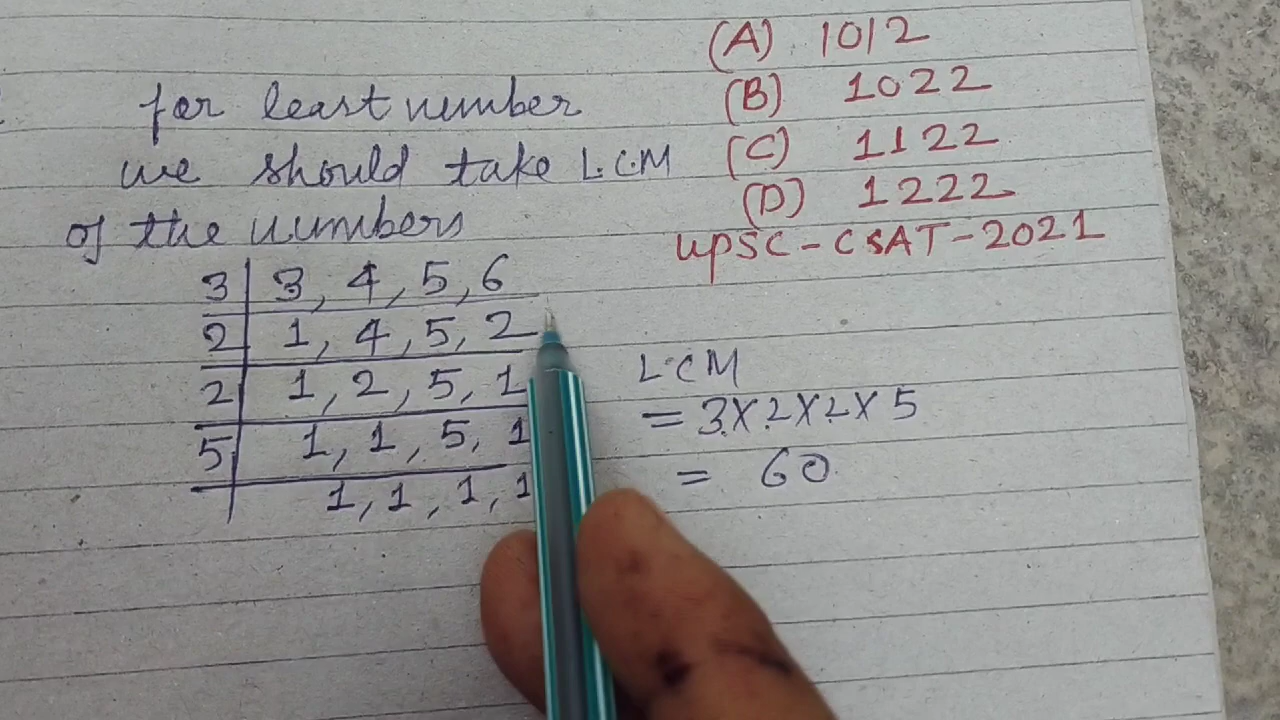 for least number
we should take L.C.M
of the numbers
3 | 3, 4, 5, 6
2 | 1, 4, 5, 2
2 | 1, 2, 5, 1
5 | 1, 1, 5, 1
1, 1, 1, 1
(A) 1012
(B) 1022
(C) 1122
(D) 1222
UPSC-CSAT-2021
L.C.M
= 3X2X2X5
= 60